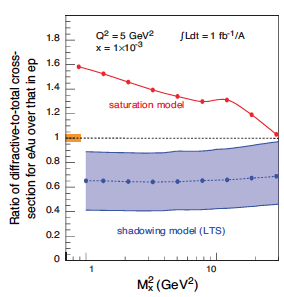 Ratio of diffractive-to-total cross-
section for eAu over that in ep
1.8
1.6
1.4
1.2
1
0.8
0.6
0.4
0.2
0
Q² = 5 GeV²
∫Ldt = 1 fb⁻¹/A
x = 1×10⁻³
saturation model
shadowing model (LTS)
1
10
Mₓ² (GeV²)